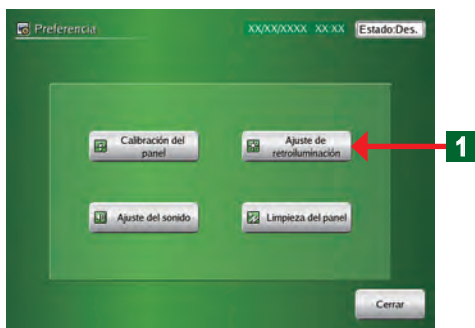 Preferencia
XX/XX/XXXX XX:XX
Estado:Des.
Calibración del
panel
Ajuste de
retroiluminación
1
Ajuste del sonido
Limpieza del panel
Cerrar